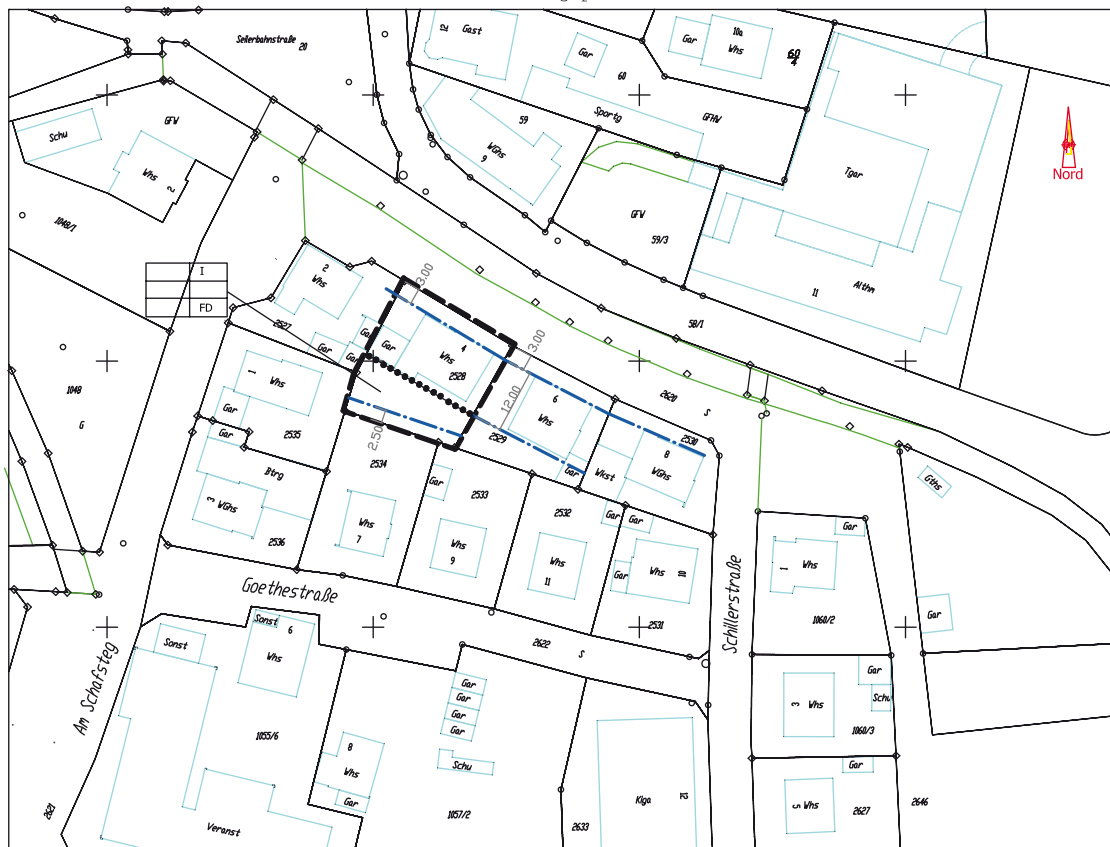 Seilerbahnstraße
20
12
Gast
Gar
60
Gar
10a
Whs
60
4
Nord
Schu
GFW
Whs
2
59
WGhs
9
Sportg
GFHW
Tgar
1048/1
GFW
59/3
11
Althm
I
FD
2
Whs
2527
Gar
Gar
Gar
Gar
3.00
4
Whs
2528
58/1
3.00
12.00
2.50
2620
S
6
Whs
2529
Gar
Wkst
2530
8
WGhs
1048
G
1
Whs
Gar
Gar
2535
Btrg
3
WGhs
2536
2534
Whs
7
2533
Gar
Whs
9
2532
Gar
Gar
Whs
11
Gar
Whs
10
2531
Gths
Gar
1
Whs
1060/2
Gar
Goethestraße
Schillerstraße
Am Schafsteg
2622
S
Sonst
Sonst
6
Whs
1055/6
Gar
Gar
Gar
Gar
Schu
8
Whs
Gar
1057/2
Veranst
2621
Klga
12
2633
Gar
Schu
3
Whs
1060/3
Gar
5
Whs
2627
2646